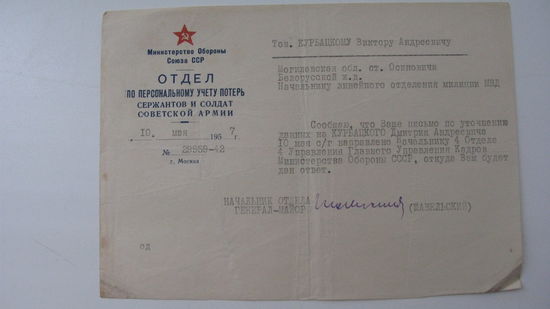 Министерство Обороны
Союза ССР
ОТДЕЛ
ПО ПЕРСОНАЛЬНОМУ УЧЕТУ ПОТЕРЬ
СЕРЖАНТОВ И СОЛДАТ
СОВЕТСКОЙ АРМИИ
10. мая 1957 г.
№ 29559-42
г. Москва
Тов. КУРБАЦКОМУ Виктору Андреевичу
Могилевская обл. ст. Осиповичи
Белорусской ж.д.
Начальнику линейного отделения милиции МВД
Сообщаю, что Ваше письмо по уточнению
данных на КУРБАЦКОГО Дмитрия Андреевича
10 мая с/г направлено Начальнику 4 Отдела
4 Управления Главного Управления Кадров
Министерства Обороны СССР, откуда Вам будет
дан ответ.
НАЧАЛЬНИК ОТДЕЛА
ГЕНЕРАЛ-МАЙОР (ШАВЕЛЬСКИЙ)
од